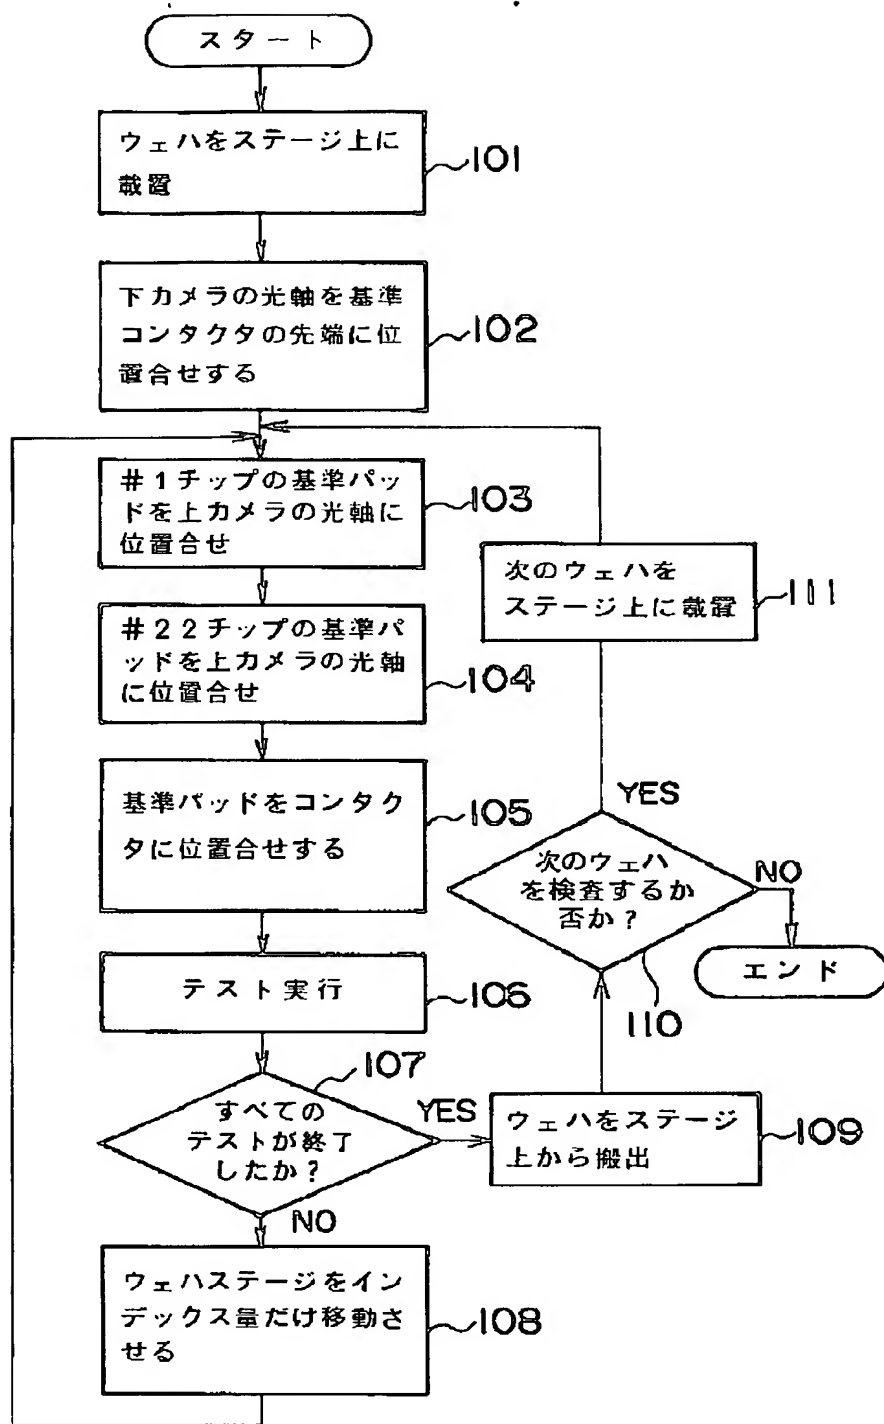 スタート
ウェハをステージ上に
載置
101
下カメラの光軸を基準
コンタクタの先端に位
置合せする
102
#1チップの基準パッ
ドを上カメラの光軸に
位置合せ
103
#22チップの基準パ
ッドを上カメラの光軸
に位置合せ
104
基準パッドをコンタク
タに位置合せする
105
テスト実行
106
107
すべての
テストが終了
したか?
YES
NO
ウェハステージをイン
デックス量だけ移動さ
せる
108
ウェハをステージ
上から搬出
109
次のウェハ
を検査するか
否か?
110
YES
NO
エンド
次のウェハを
ステージ上に載置
111